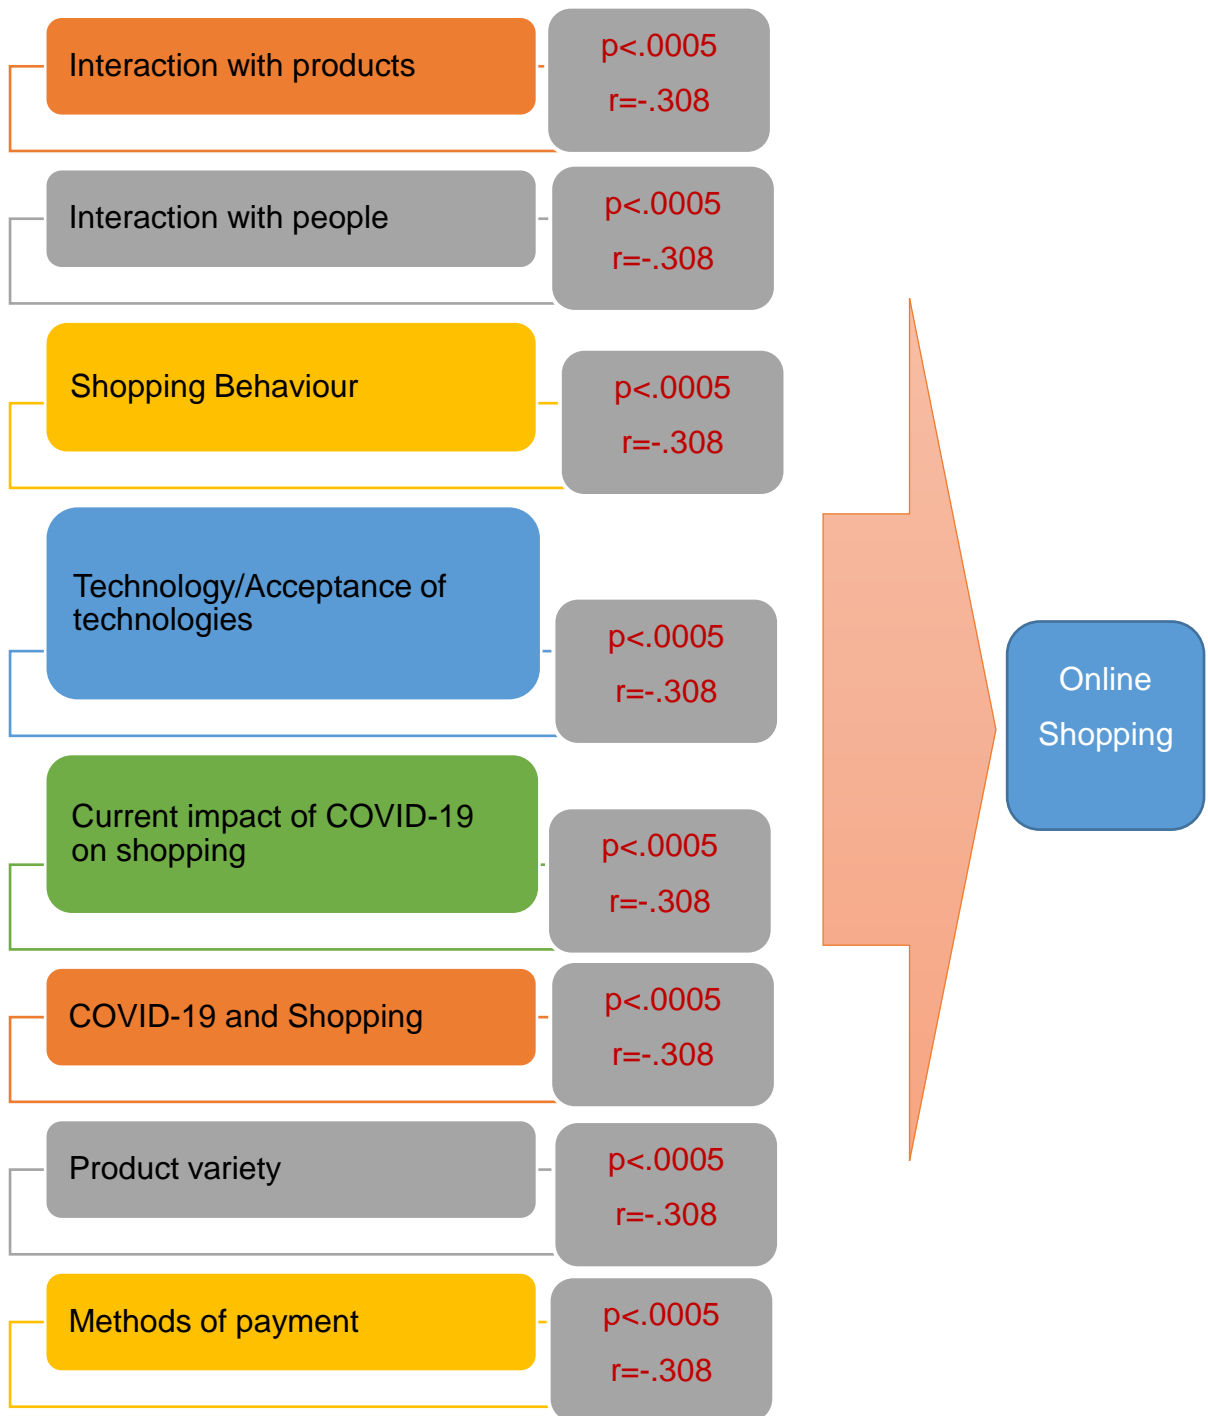 Interaction with products
p<.0005
r=-.308
Interaction with people
p<.0005
r=-.308
Shopping Behaviour
p<.0005
r=-.308
Technology/Acceptance of
technologies
p<.0005
r=-.308
Current impact of COVID-19
on shopping
p<.0005
r=-.308
COVID-19 and Shopping
p<.0005
r=-.308
Product variety
p<.0005
r=-.308
Methods of payment
p<.0005
r=-.308
Online
Shopping